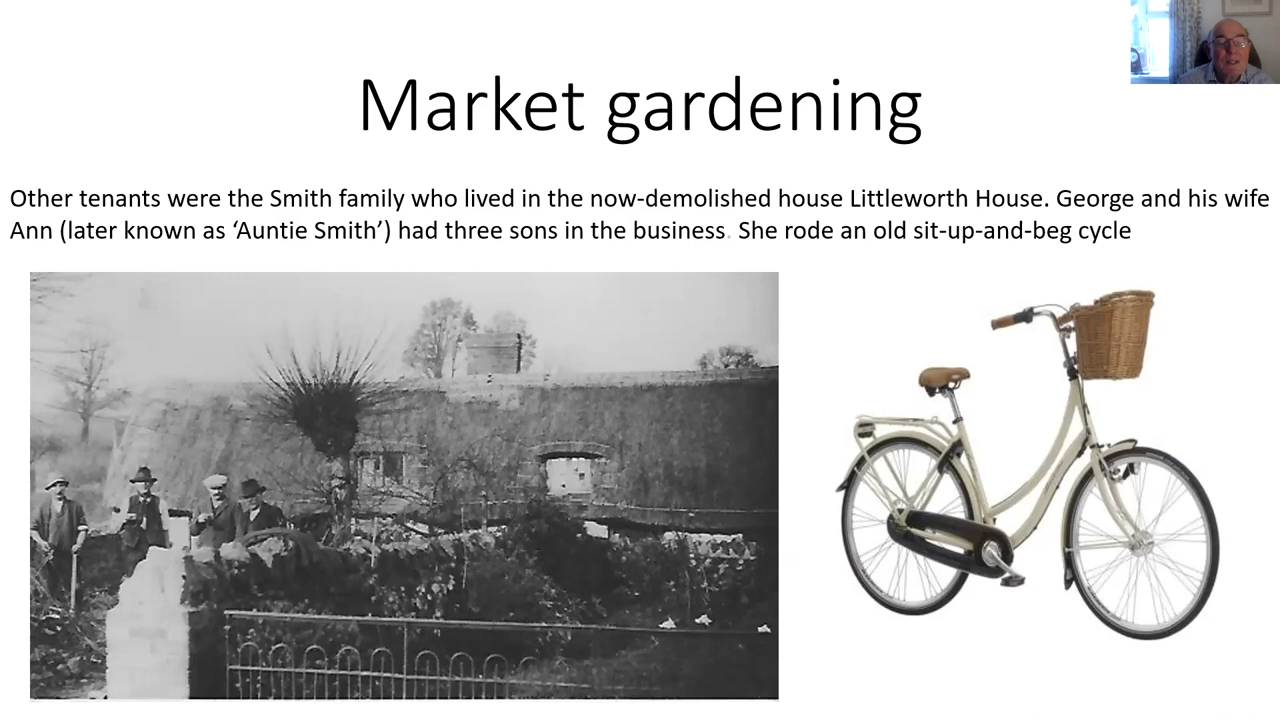 Market gardening
Other tenants were the Smith family who lived in the now-demolished house Littleworth House. George and his wife
Ann (later known as ‘Auntie Smith’) had three sons in the business. She rode an old sit-up-and-beg cycle